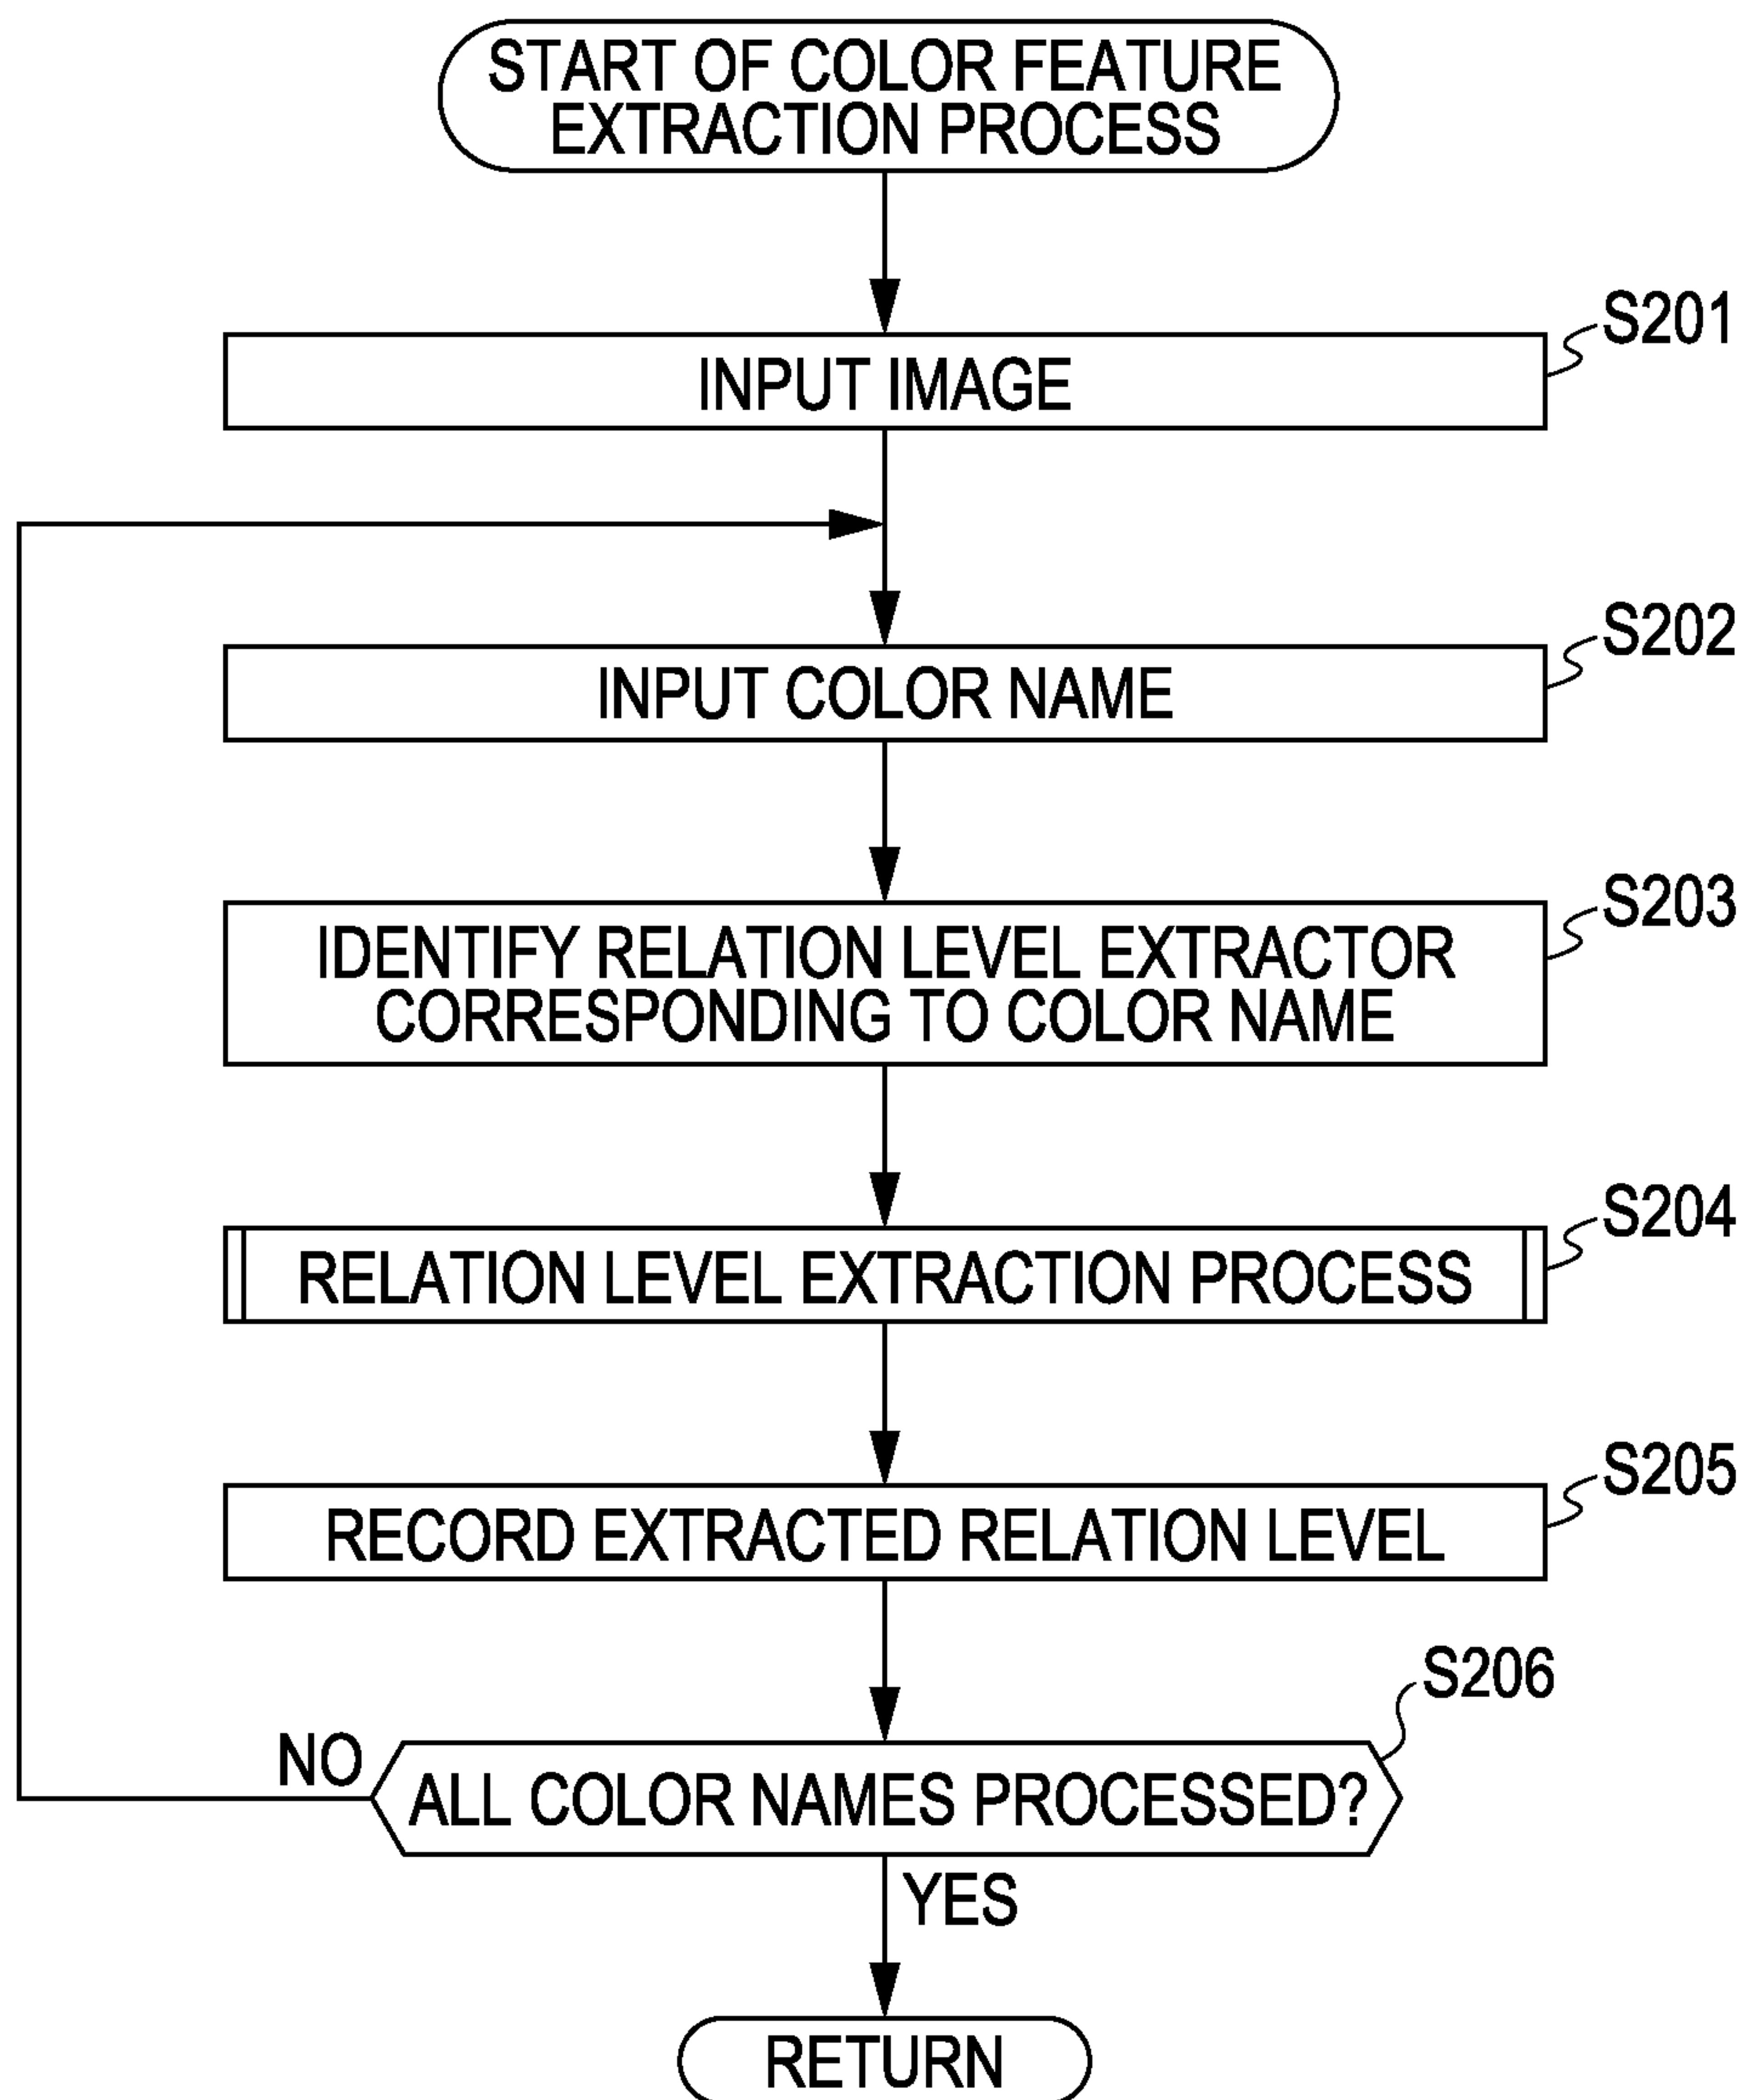 START OF COLOR FEATURE
EXTRACTION PROCESS
S201
INPUT IMAGE
S202
INPUT COLOR NAME
S203
IDENTIFY RELATION LEVEL EXTRACTOR
CORRESPONDING TO COLOR NAME
S204
RELATION LEVEL EXTRACTION PROCESS
S205
RECORD EXTRACTED RELATION LEVEL
S206
NO
ALL COLOR NAMES PROCESSED?
YES
RETURN